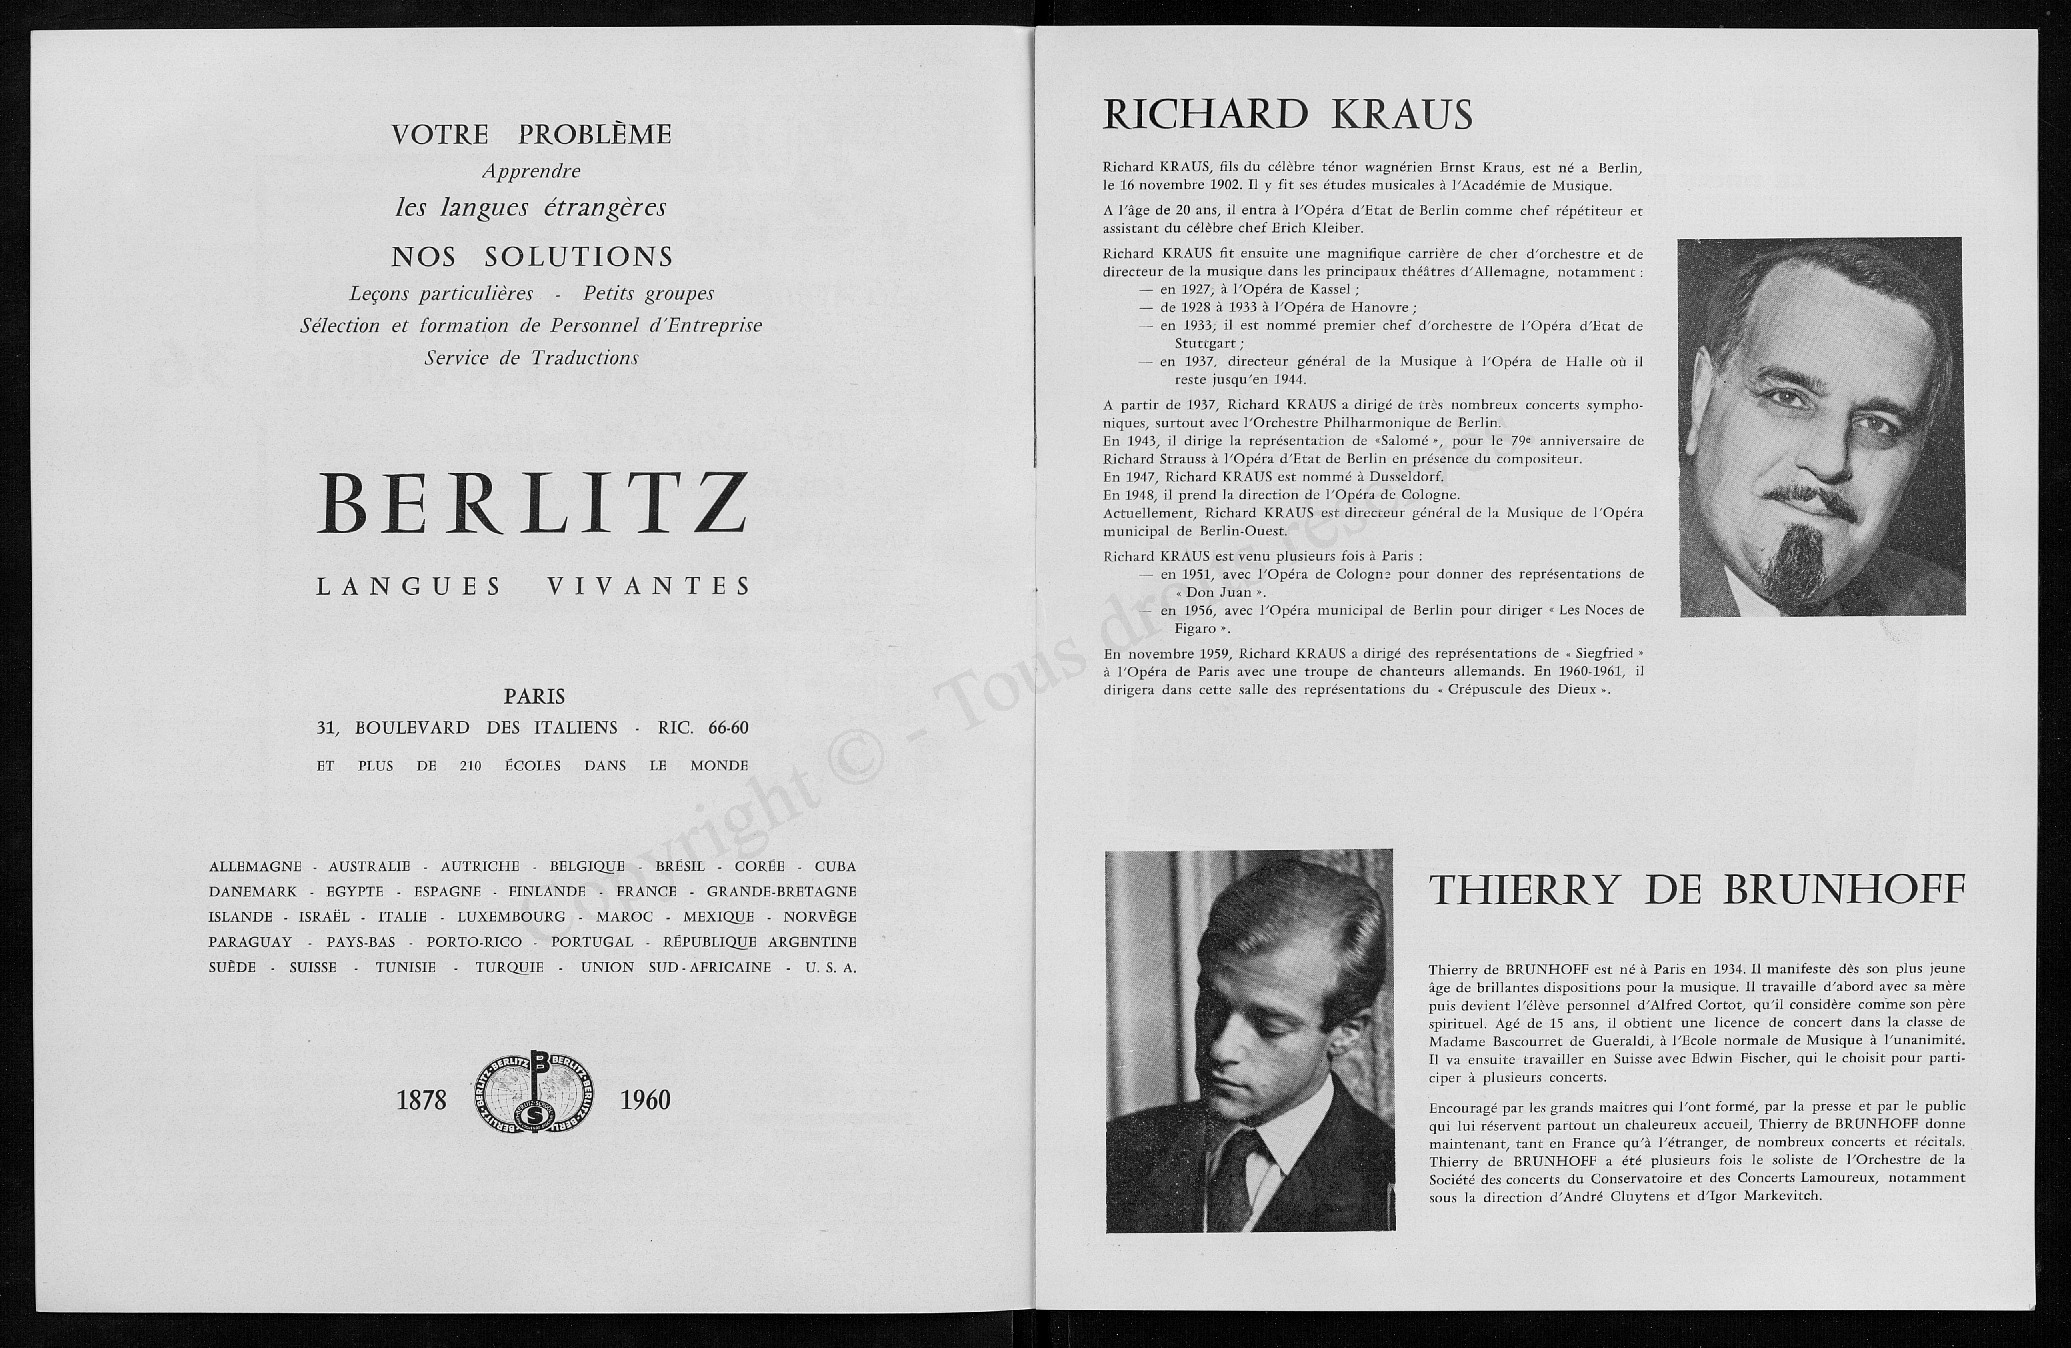 VOTRE PROBLÈME
Apprendre
les langues étrangères
NOS SOLUTIONS
Leçons particulières - Petits groupes
Sélection et formation de Personnel d'Entreprise
Service de Traductions
BERLITZ
LANGUES VIVANTES
PARIS
31, BOULEVARD DES ITALIENS - RIC. 66-60
ET PLUS DE 210 ÉCOLES DANS LE MONDE
ALLEMAGNE - AUSTRALIE - AUTRICHE - BELGIQUE - BRÉSIL - CORÉE - CUBA
DANEMARK - EGYPTE - ESPAGNE - FINLANDE - FRANCE - GRANDE-BRETAGNE
ISLANDE - ISRAËL - ITALIE - LUXEMBOURG - MAROC - MEXIQUE - NORVÈGE
PARAGUAY - PAYS-BAS - PORTO-RICO - PORTUGAL - RÉPUBLIQUE ARGENTINE
SUÈDE - SUISSE - TUNISIE - TURQUIE - UNION SUD-AFRICAINE - U. S. A.
1878 1960
BERLITZ-BERLITZ-BERLITZ B BERLITZ-BERLITZ-BERLITZ
S
RICHARD KRAUS
Richard KRAUS, fils du célèbre ténor wagnérien Ernst Kraus, est né a Berlin,
le 16 novembre 1902. Il y fit ses études musicales à l'Académie de Musique.
A l'âge de 20 ans, il entra à l'Opéra d'Etat de Berlin comme chef répétiteur et
assistant du célèbre chef Erich Kleiber.
Richard KRAUS fit ensuite une magnifique carrière de cher d'orchestre et de
directeur de la musique dans les principaux théâtres d'Allemagne, notamment :
— en 1927, à l'Opéra de Kassel ;
— de 1928 à 1933 à l'Opéra de Hanovre ;
— en 1933, il est nommé premier chef d'orchestre de l'Opéra d'Etat de
Stuttgart ;
— en 1937, directeur général de la Musique à l'Opéra de Halle où il
reste jusqu'en 1944.
A partir de 1937, Richard KRAUS a dirigé de très nombreux concerts sympho-
niques, surtout avec l'Orchestre Philharmonique de Berlin.
En 1943, il dirige la représentation de «Salomé», pour le 79e anniversaire de
Richard Strauss à l'Opéra d'Etat de Berlin en présence du compositeur.
En 1947, Richard KRAUS est nommé à Dusseldorf.
En 1948, il prend la direction de l'Opéra de Cologne.
Actuellement, Richard KRAUS est directeur général de la Musique de l'Opéra
municipal de Berlin-Ouest.
Richard KRAUS est venu plusieurs fois à Paris :
— en 1951, avec l'Opéra de Cologne pour donner des représentations de
« Don Juan ».
— en 1956, avec l'Opéra municipal de Berlin pour diriger « Les Noces de
Figaro ».
En novembre 1959, Richard KRAUS a dirigé des représentations de « Siegfried »
à l'Opéra de Paris avec une troupe de chanteurs allemands. En 1960-1961, il
dirigera dans cette salle des représentations du « Crépuscule des Dieux ».
THIERRY DE BRUNHOFF
Thierry de BRUNHOFF est né à Paris en 1934. Il manifeste dès son plus jeune
âge de brillantes dispositions pour la musique. Il travaille d'abord avec sa mère
puis devient l'élève personnel d'Alfred Cortot, qu'il considère comme son père
spirituel. Agé de 15 ans, il obtient une licence de concert dans la classe de
Madame Bascourret de Gueraldi, à l'Ecole normale de Musique à l'unanimité.
Il va ensuite travailler en Suisse avec Edwin Fischer, qui le choisit pour parti-
ciper à plusieurs concerts.
Encouragé par les grands maîtres qui l'ont formé, par la presse et par le public
qui lui réservent partout un chaleureux accueil, Thierry de BRUNHOFF donne
maintenant, tant en France qu'à l'étranger, de nombreux concerts et récitals.
Thierry de BRUNHOFF a été plusieurs fois le soliste de l'Orchestre de la
Société des concerts du Conservatoire et des Concerts Lamoureux, notamment
sous la direction d'André Cluytens et d'Igor Markevitch.
Copyright © - Tous droits réservés